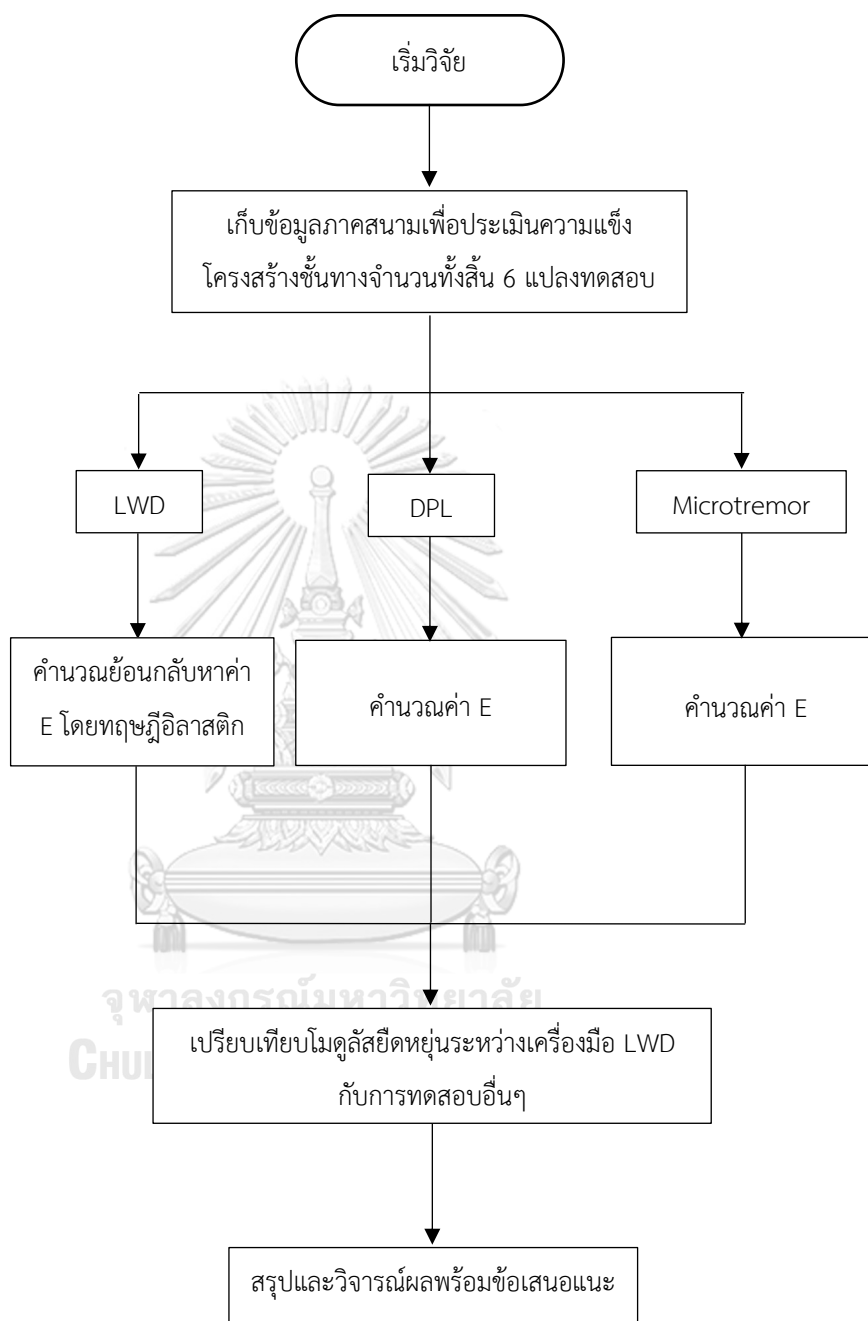 เริ่มวิจัย
เก็บข้อมูลภาคสนามเพื่อประเมินความแข็ง
โครงสร้างชั้นทางจำนวนทั้งสิ้น 6 แปลงทดสอบ
LWD
DPL
Microtremor
คำนวณย้อนกลับหาค่า
E โดยทฤษฎีอิลาสติก
คำนวณค่า E
คำนวณค่า E
จุฬาลงกรณ์มหาวิทยาลัย
เปรียบเทียบโมดูลัสยืดหยุ่นระหว่างเครื่องมือ LWD
กับการทดสอบอื่นๆ
สรุปและวิจารณ์ผลพร้อมข้อเสนอแนะ